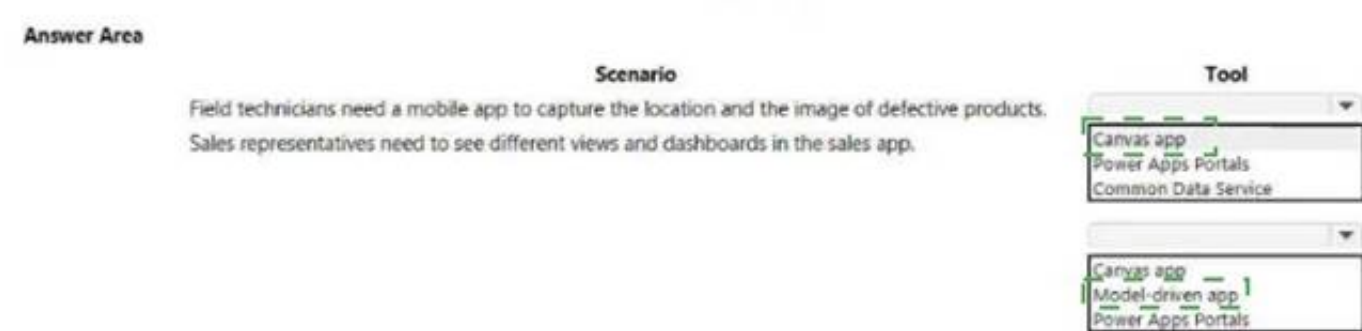 Answer Area
Scenario Tool
Field technicians need a mobile app to capture the location and the image of defective products.
Sales representatives need to see different views and dashboards in the sales app.
Canvas app
Power Apps Portals
Common Data Service
Canvas app
Model-driven app
Power Apps Portals